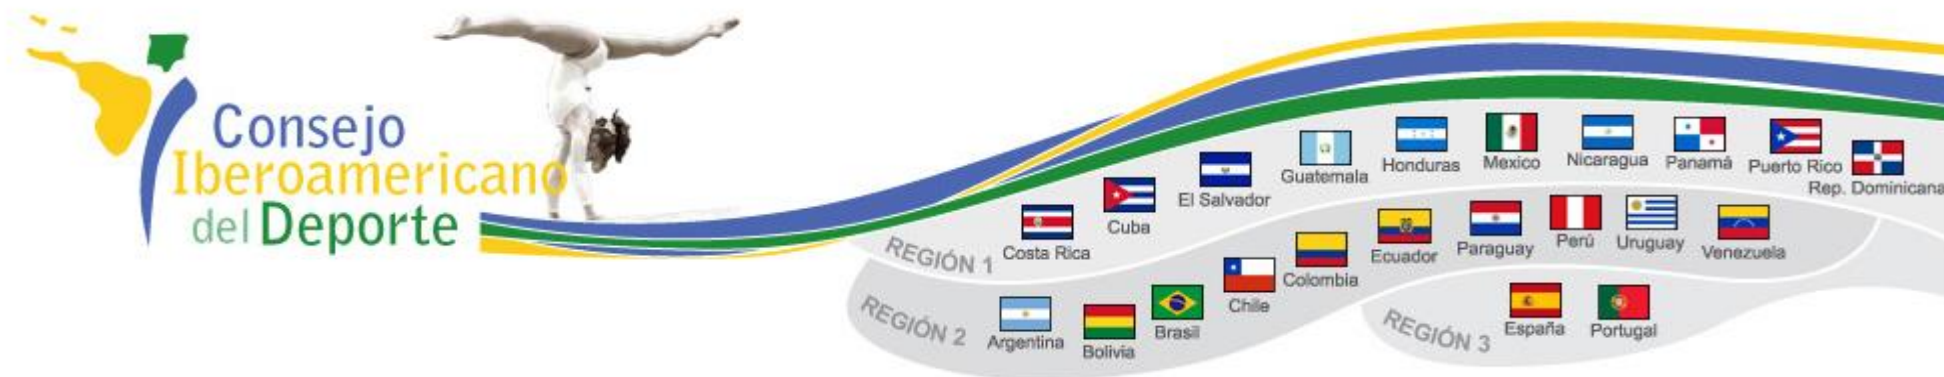 Consejo
Iberoamericano
del Deporte
REGIÓN 1
Costa Rica
Cuba
El Salvador
Guatemala
Honduras
Mexico
Nicaragua
Panamá
Puerto Rico
Rep. Dominicana
REGIÓN 2
Argentina
Bolivia
Brasil
Chile
Colombia
Ecuador
Paraguay
Perú
Uruguay
Venezuela
REGIÓN 3
España
Portugal